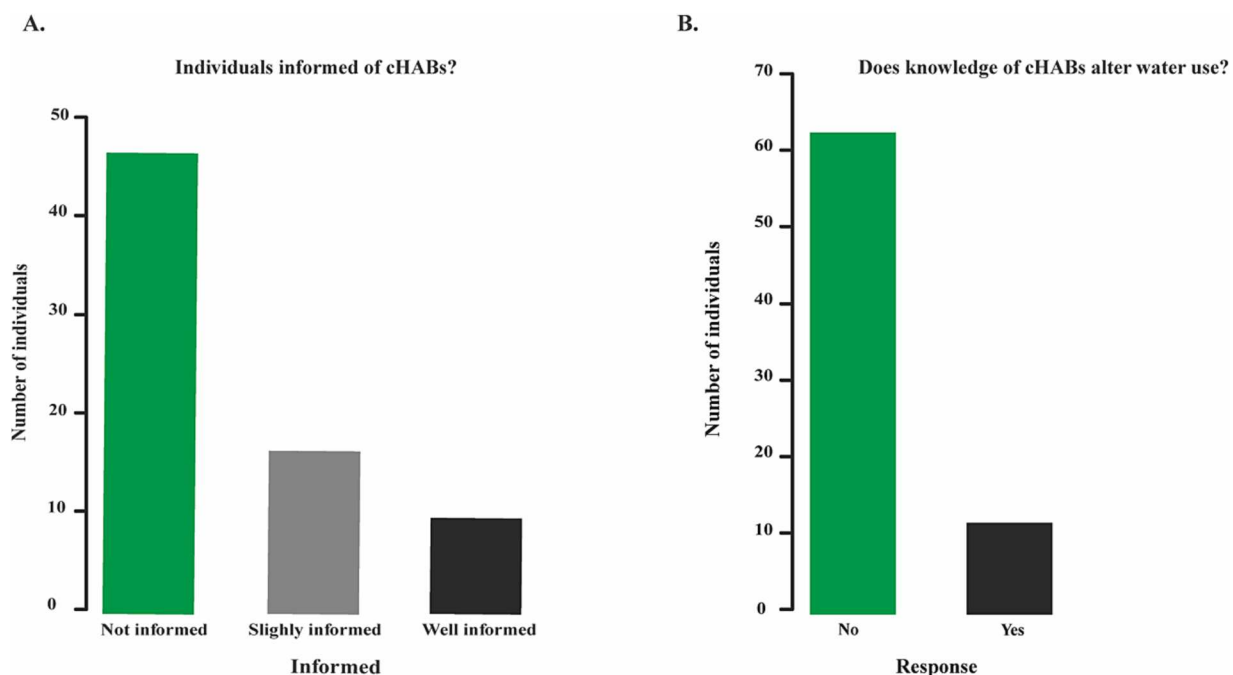 A.
Individuals informed of cHABs?
50
40
30
20
10
0
Number of individuals
Not informed Slighly informed Well informed
Informed
B.
Does knowledge of cHABs alter water use?
70
60
50
40
30
20
10
0
Number of individuals
No Yes
Response